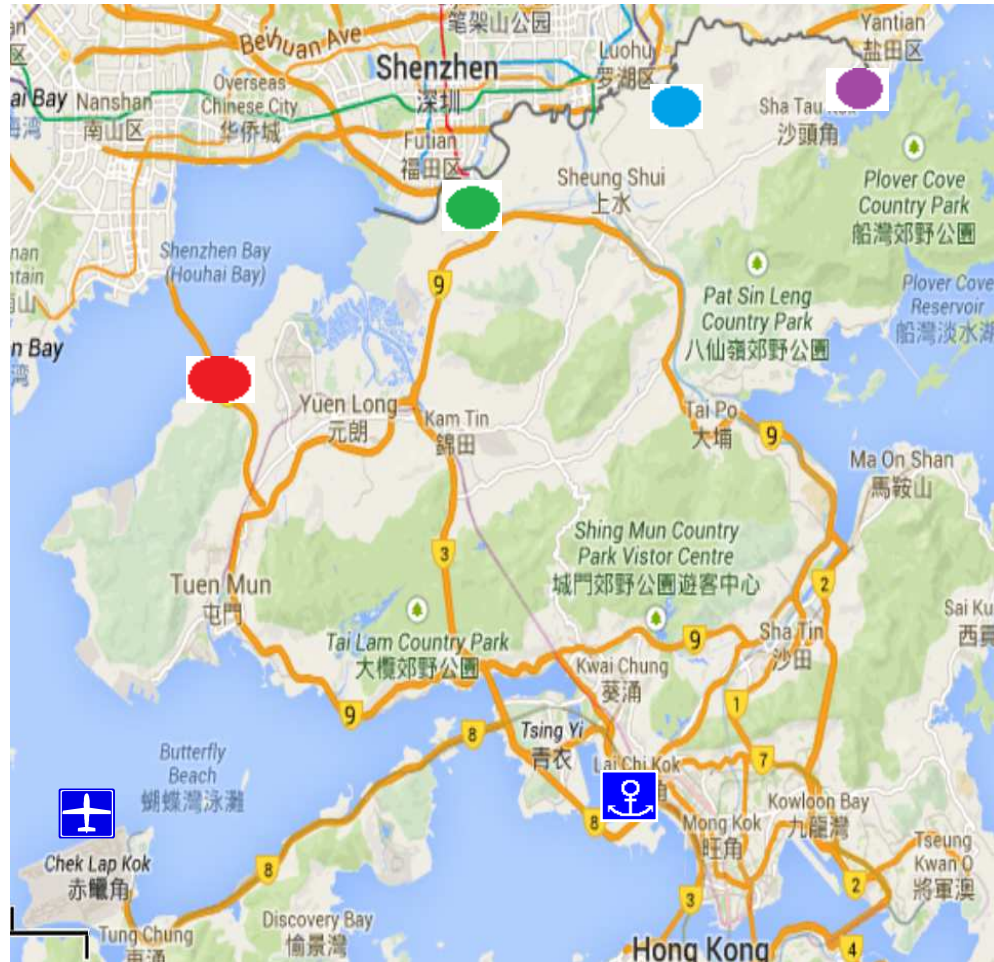 笔架山公园
Yantian
盐田区
Beihuan Ave
Luohu
罗湖区
Shenzhen
深圳
Overseas
Chinese City
华侨城
ai Bay
海湾
Nanshan
南山区
Sha Tau Kok
沙頭角
Futian
福田区
Sheung Shui
上水
Plover Cove
Country Park
船灣郊野公園
Shenzhen Bay
(Houhai Bay)
nan
ntain
山
9
Pat Sin Leng
Country Park
八仙嶺郊野公園
Plover Cove
Reservoir
船灣淡水湖
n Bay
湾
Yuen Long
元朗
Kam Tin
錦田
Tai Po
大埔
9
Ma On Shan
馬鞍山
Shing Mun Country
Park Vistor Centre
城門郊野公園遊客中心
3
2
Tuen Mun
屯門
Sai Ku
西貢
Tai Lam Country Park
大欖郊野公園
9
Sha Tin
沙田
Kwai Chung
葵涌
9
1
8
Tsing Yi
青衣
Butterfly
Beach
蝴蝶灣泳灘
Lai Chi Kok
角
7
8
Mong Kok
旺角
Kowloon Bay
九龍灣
Tseung
Kwan O
將軍澳
Chek Lap Kok
赤鱲角
8
2
3
Discovery Bay
愉景灣
Tung Chung
東涌
Hong Kong
4